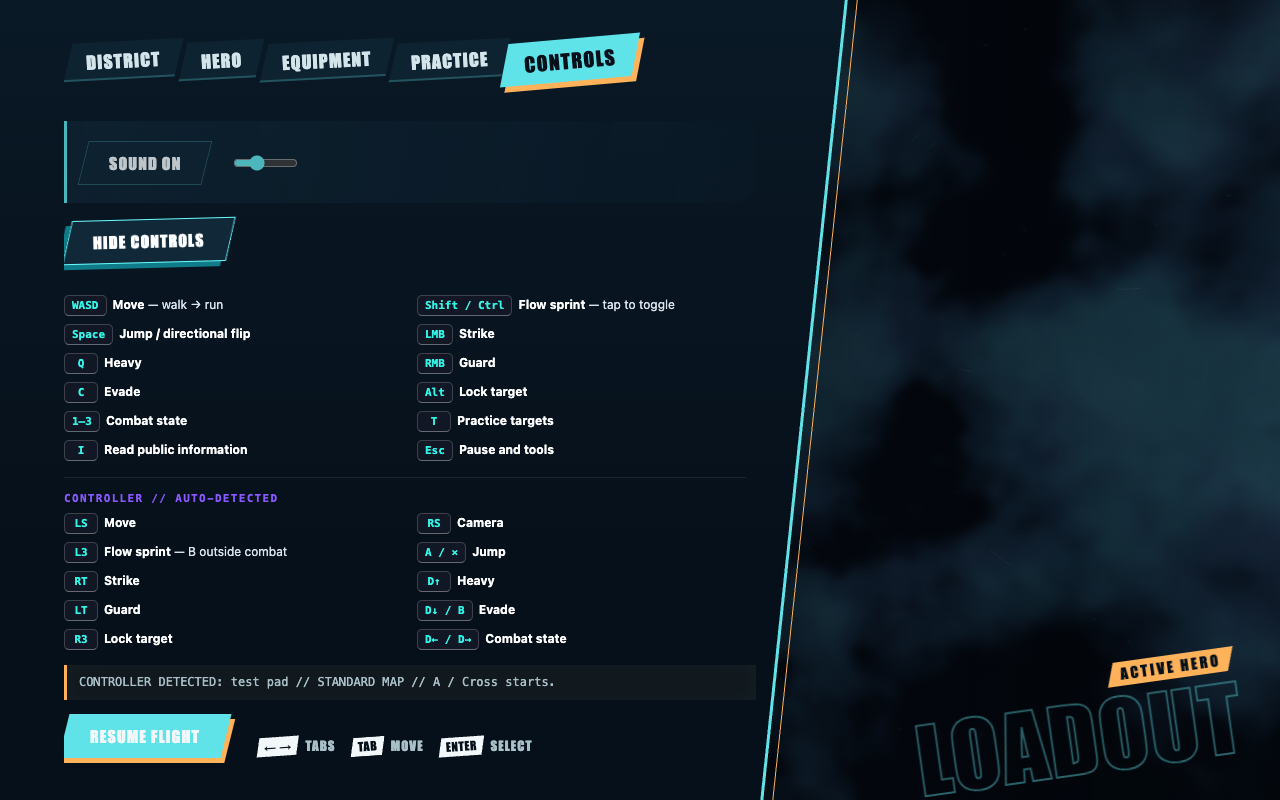 DISTRICT HERO EQUIPMENT PRACTICE CONTROLS
SOUND ON
HIDE CONTROLS
WASD Move — walk → run
Shift / Ctrl Flow sprint — tap to toggle
Space Jump / directional flip
LMB Strike
Q Heavy
RMB Guard
C Evade
Alt Lock target
1–3 Combat state
T Practice targets
I Read public information
Esc Pause and tools
CONTROLLER // AUTO-DETECTED
LS Move
RS Camera
L3 Flow sprint — B outside combat
A / × Jump
RT Strike
D↑ Heavy
LT Guard
D↓ / B Evade
R3 Lock target
D← / D→ Combat state
CONTROLLER DETECTED: test pad // STANDARD MAP // A / Cross starts.
RESUME FLIGHT
←→ TABS TAB MOVE ENTER SELECT
ACTIVE HERO
LOADOUT